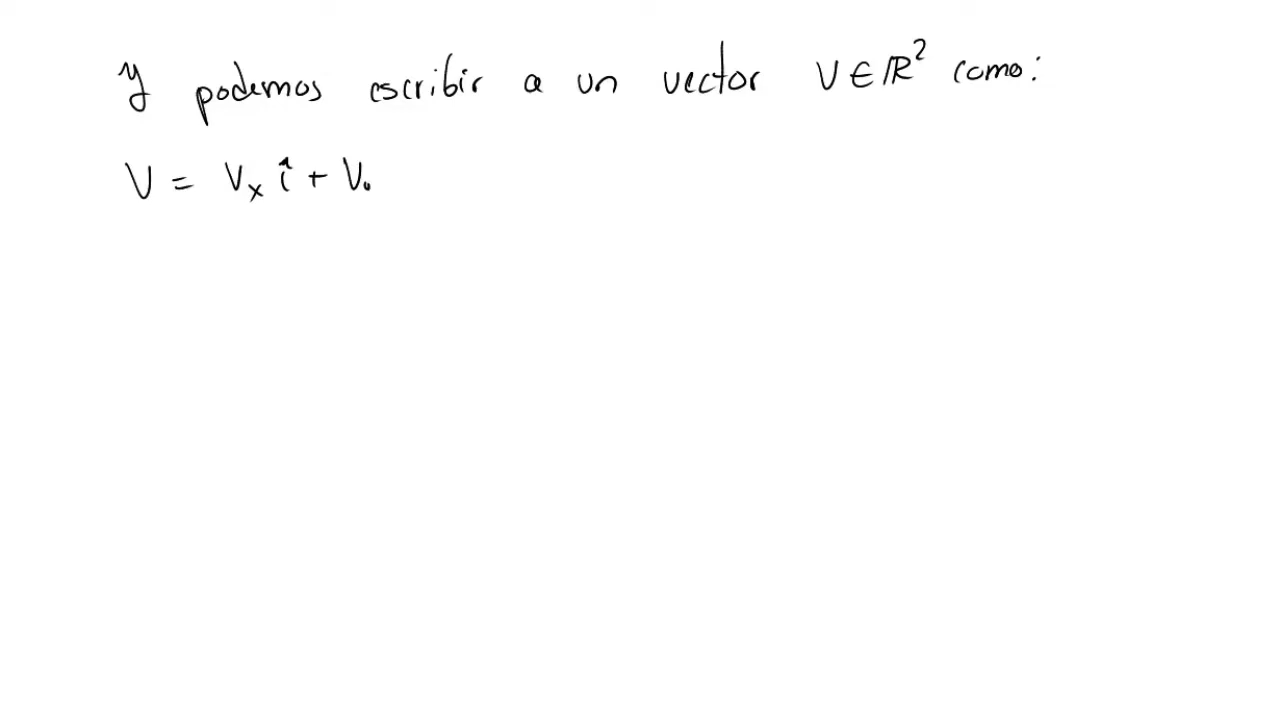 Y podemos escribir a un vector V ∈ ℝ² como:
V = Vₓ î + V.